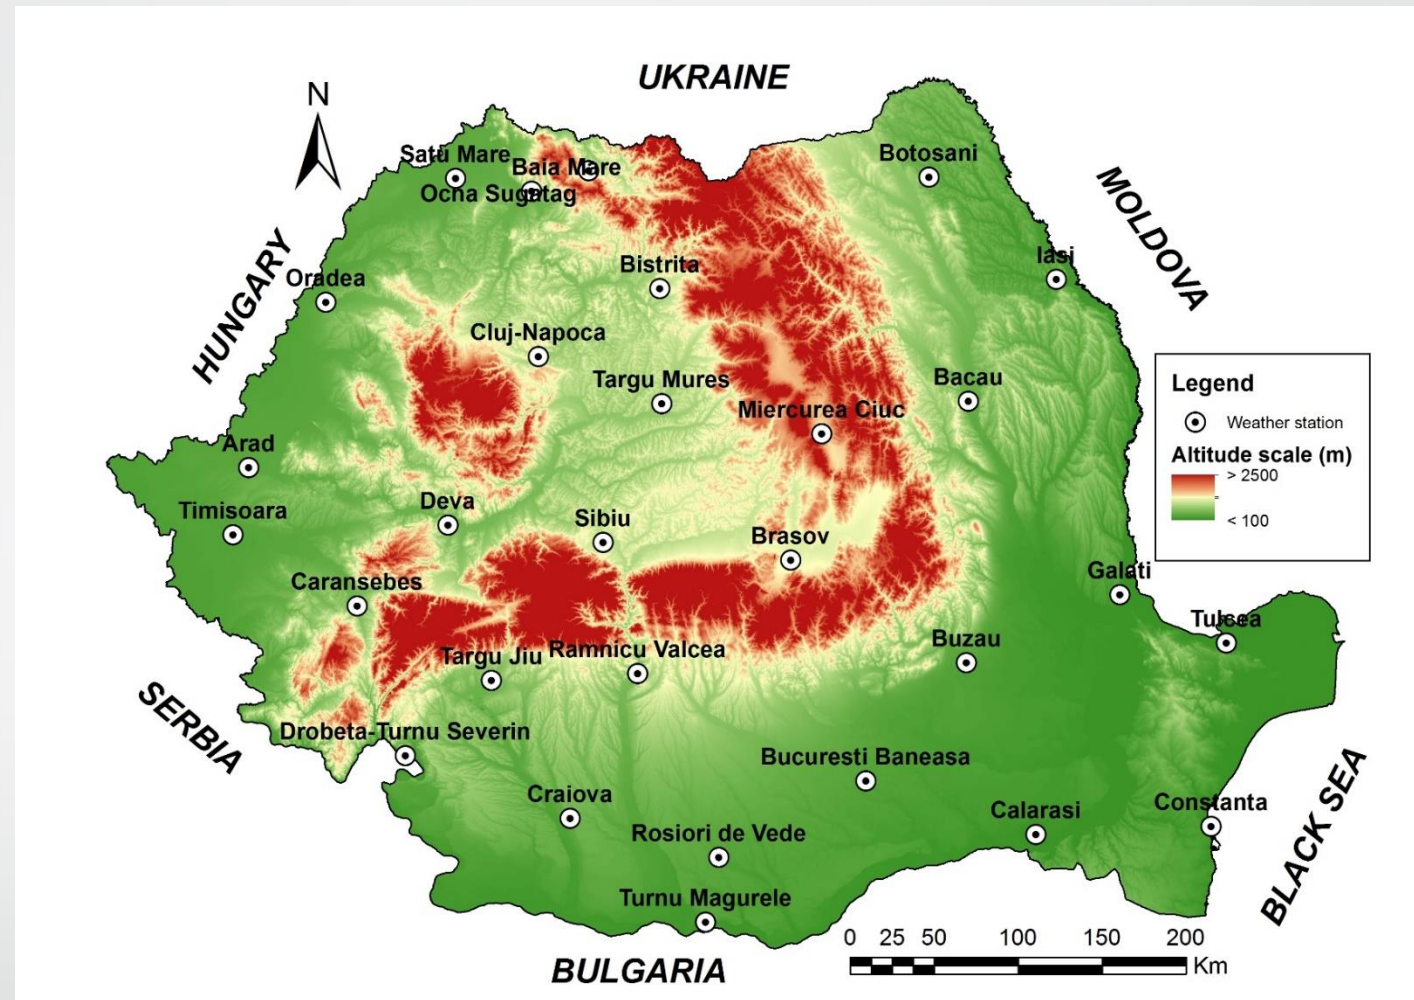 UKRAINE
N
Satu Mare
Baia Mare
Ocna Sugatag
Botosani
MOLDOVA
HUNGARY
Oradea
Bistrita
Iasi
Cluj-Napoca
Targu Mures
Bacau
Miercurea Ciuc
Legend
Weather station
Altitude scale (m)
> 2500
< 100
Arad
Timisoara
Deva
Sibiu
Brasov
Caransebes
Galati
Tulcea
Targu Jiu
Ramnicu Valcea
Buzau
SERBIA
Drobeta-Turnu Severin
Bucuresti Baneasa
Craiova
Calarasi
Constanta
Rosiori de Vede
BLACK SEA
Turnu Magurele
0 25 50 100 150 200
Km
BULGARIA